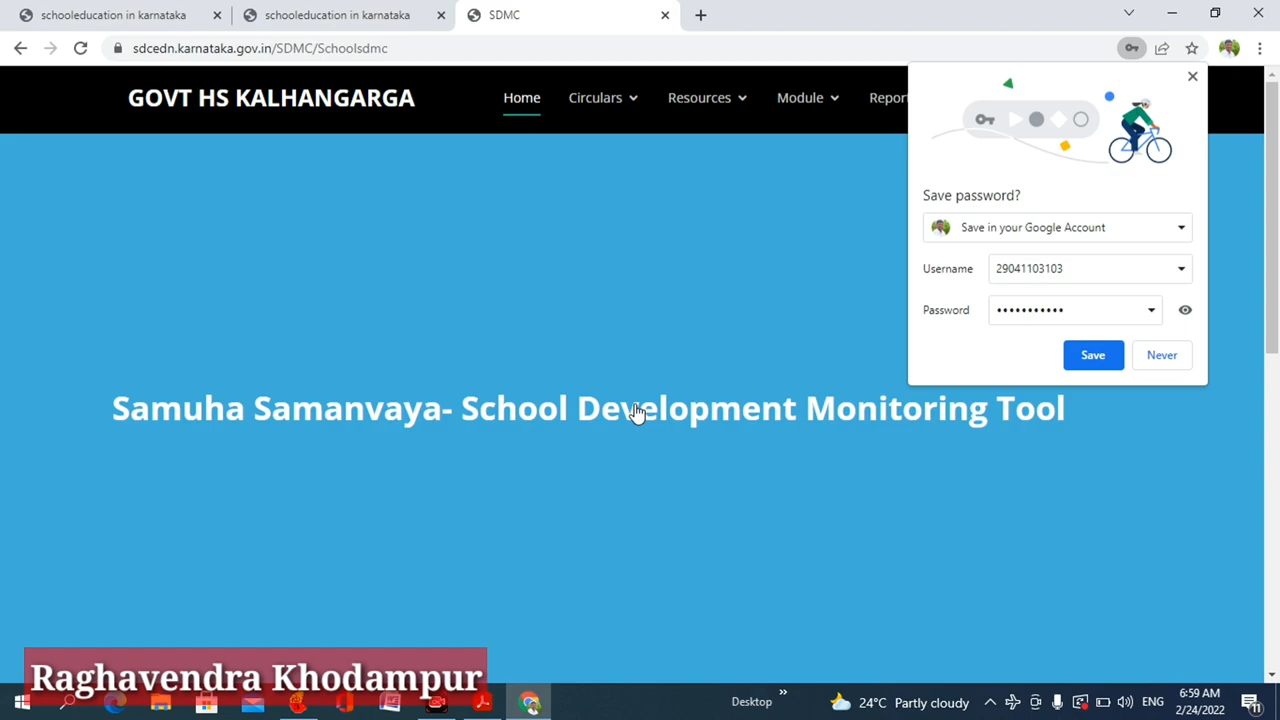 schooleducation in karnataka
schooleducation in karnataka
SDMC
sdcedn.karnataka.gov.in/SDMC/Schoolsdmc
GOVT HS KALHANGARGA
Home
Circulars
Resources
Module
Report
Save password?
Save in your Google Account
Username 29041103103
Password •••••••••••
Save
Never
Samuha Samanvaya- School Development Monitoring Tool
Raghavendra Khodampur
Desktop
24°C Partly cloudy
ENG
6:59 AM
2/24/2022